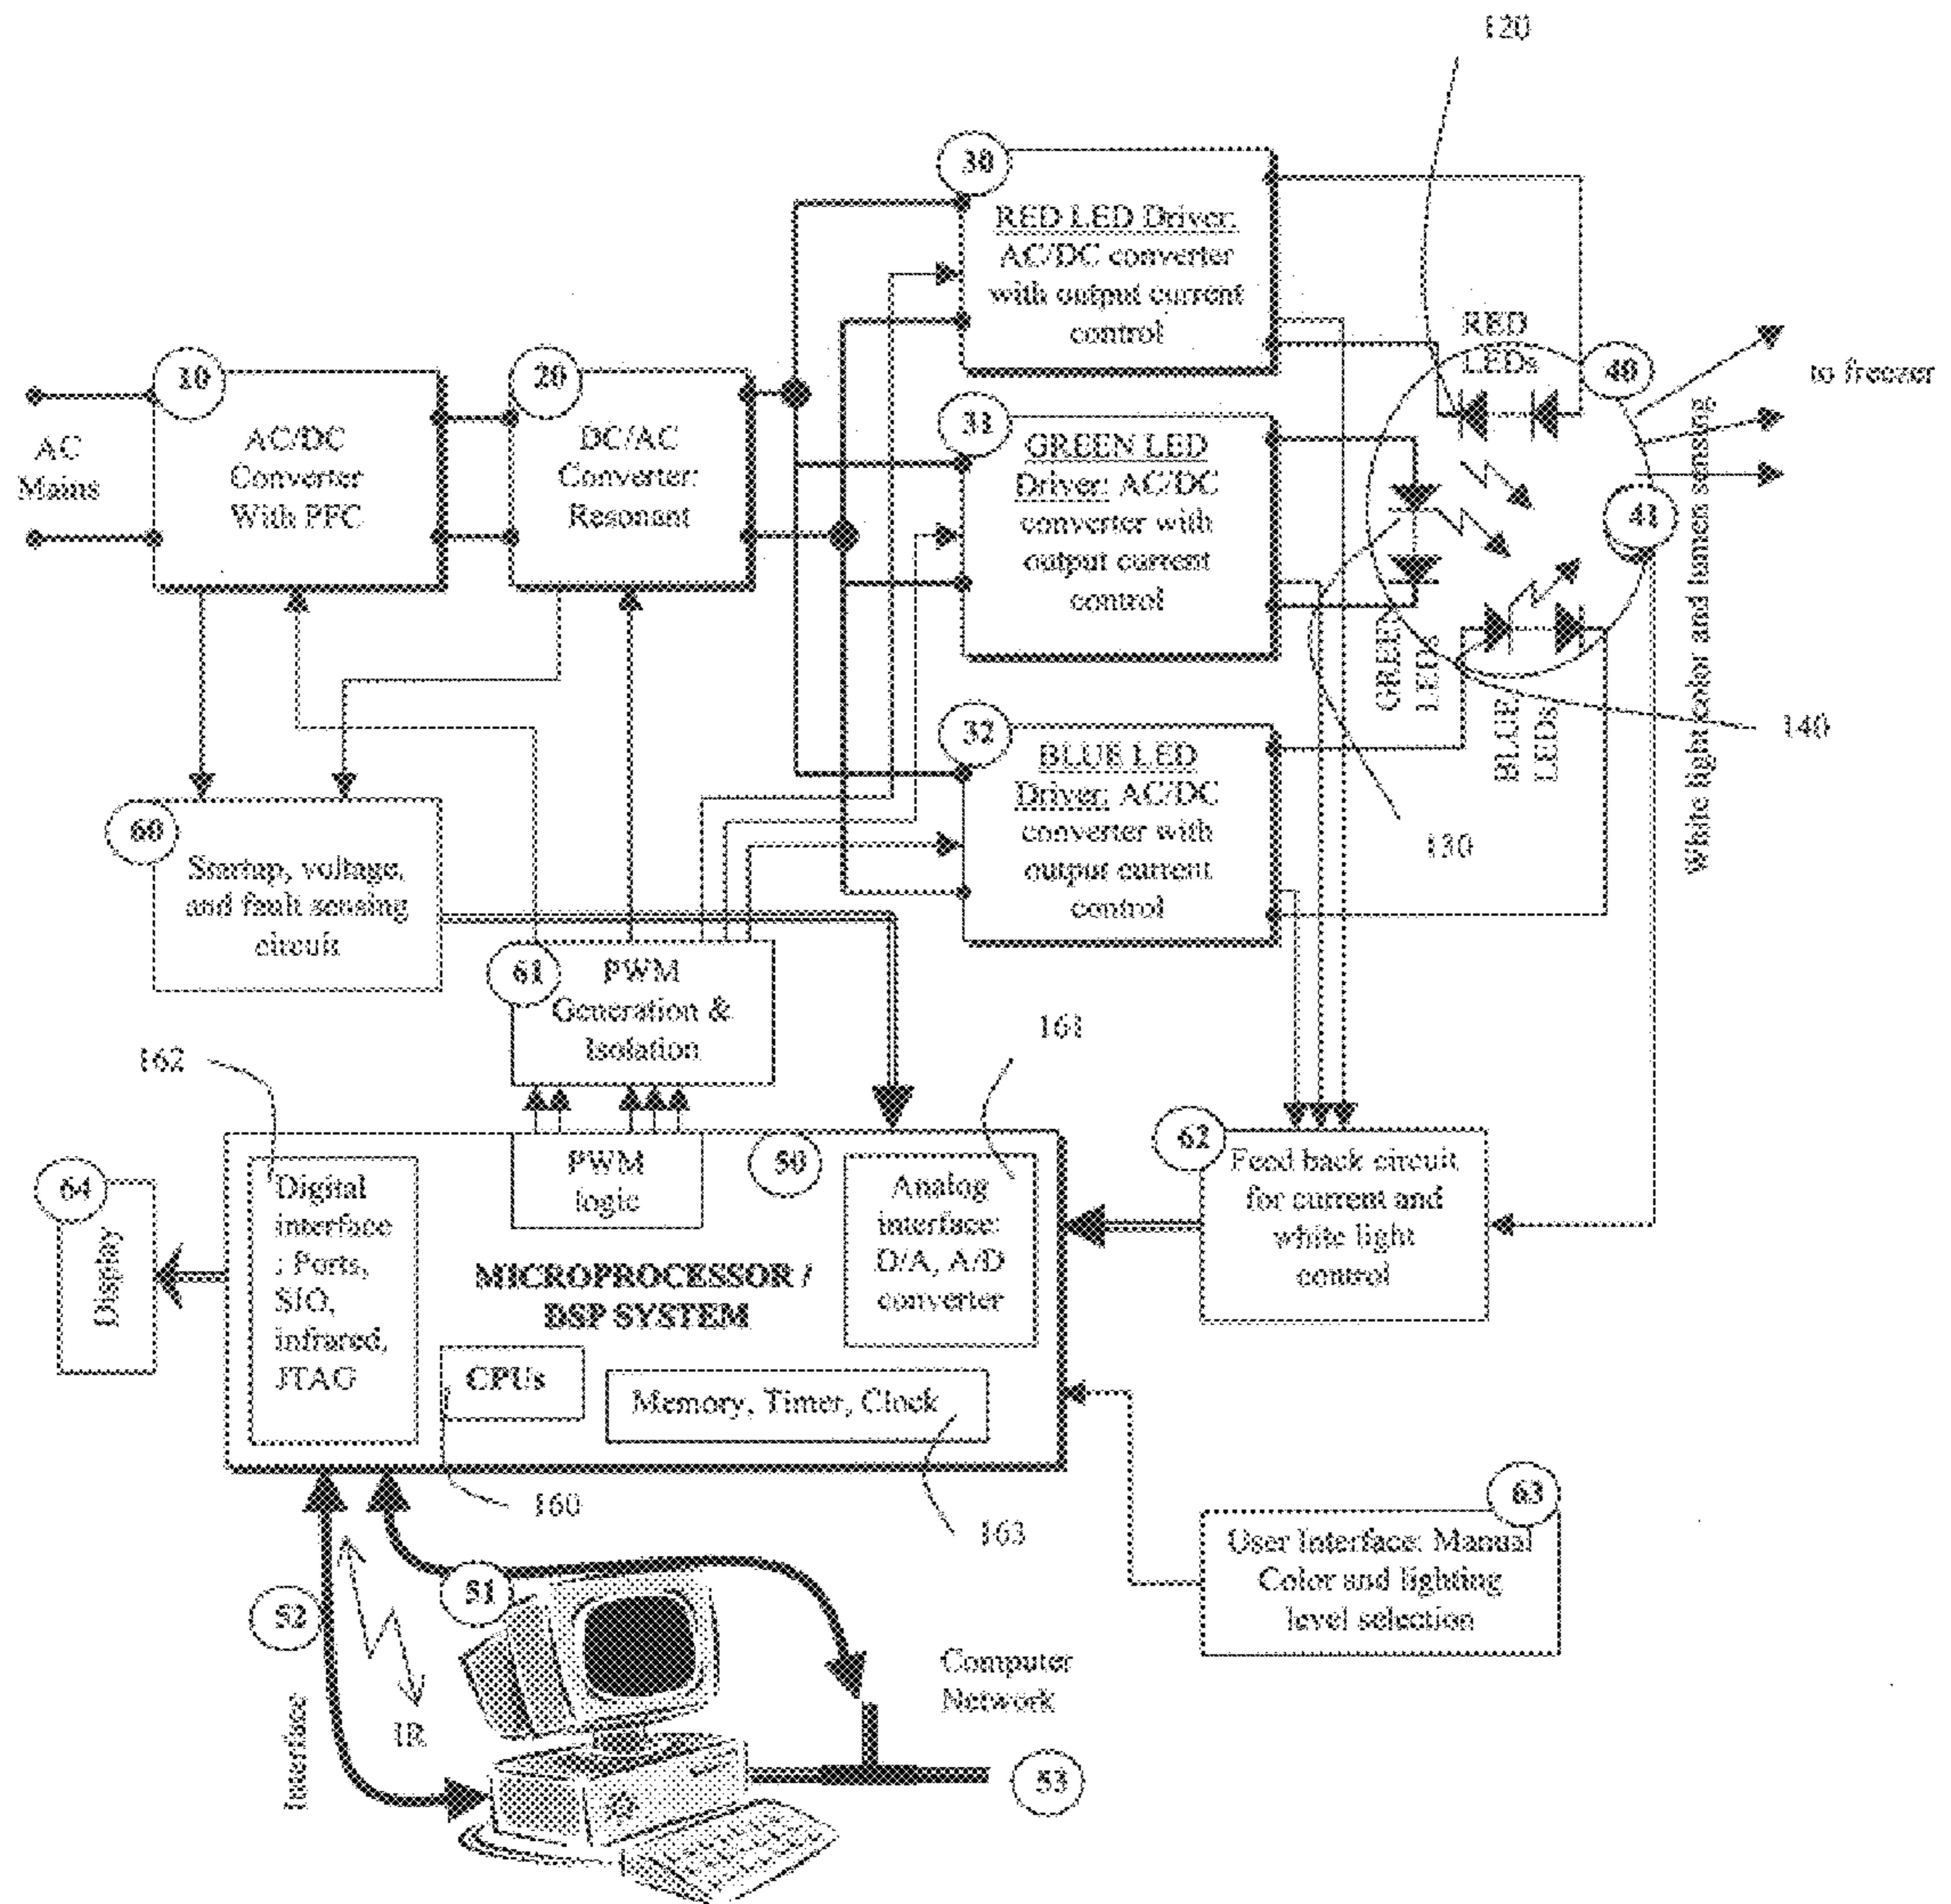 120
30
RED LED Driver:
AC/DC converter
with output current
control
RED
LEDs
40
to freezer
10
AC/DC
Converter
With PFC
AC
Mains
20
DC/AC
Converter:
Resonant
31
GREEN LED
Driver: AC/DC
converter with
output current
control
41
White light color and lumen sensing
GREEN
LEDs
BLUE
LEDs
140
130
32
BLUE LED
Driver: AC/DC
converter with
output current
control
60
Startup, voltage,
and fault sensing
circuit
61
PWM
Generation &
Isolation
161
162
62
Feed back circuit
for current and
white light
control
64
Display
Digital
interface
: Ports,
SIO,
infrared,
JTAG
PWM
logic
50
Analog
interface:
D/A, A/D
converter
MICROPROCESSOR /
DSP SYSTEM
CPUs
Memory, Timer, Clock
160
163
63
User Interface: Manual
Color and lighting
level selection
51
52
Interface
IR
Computer
Network
53